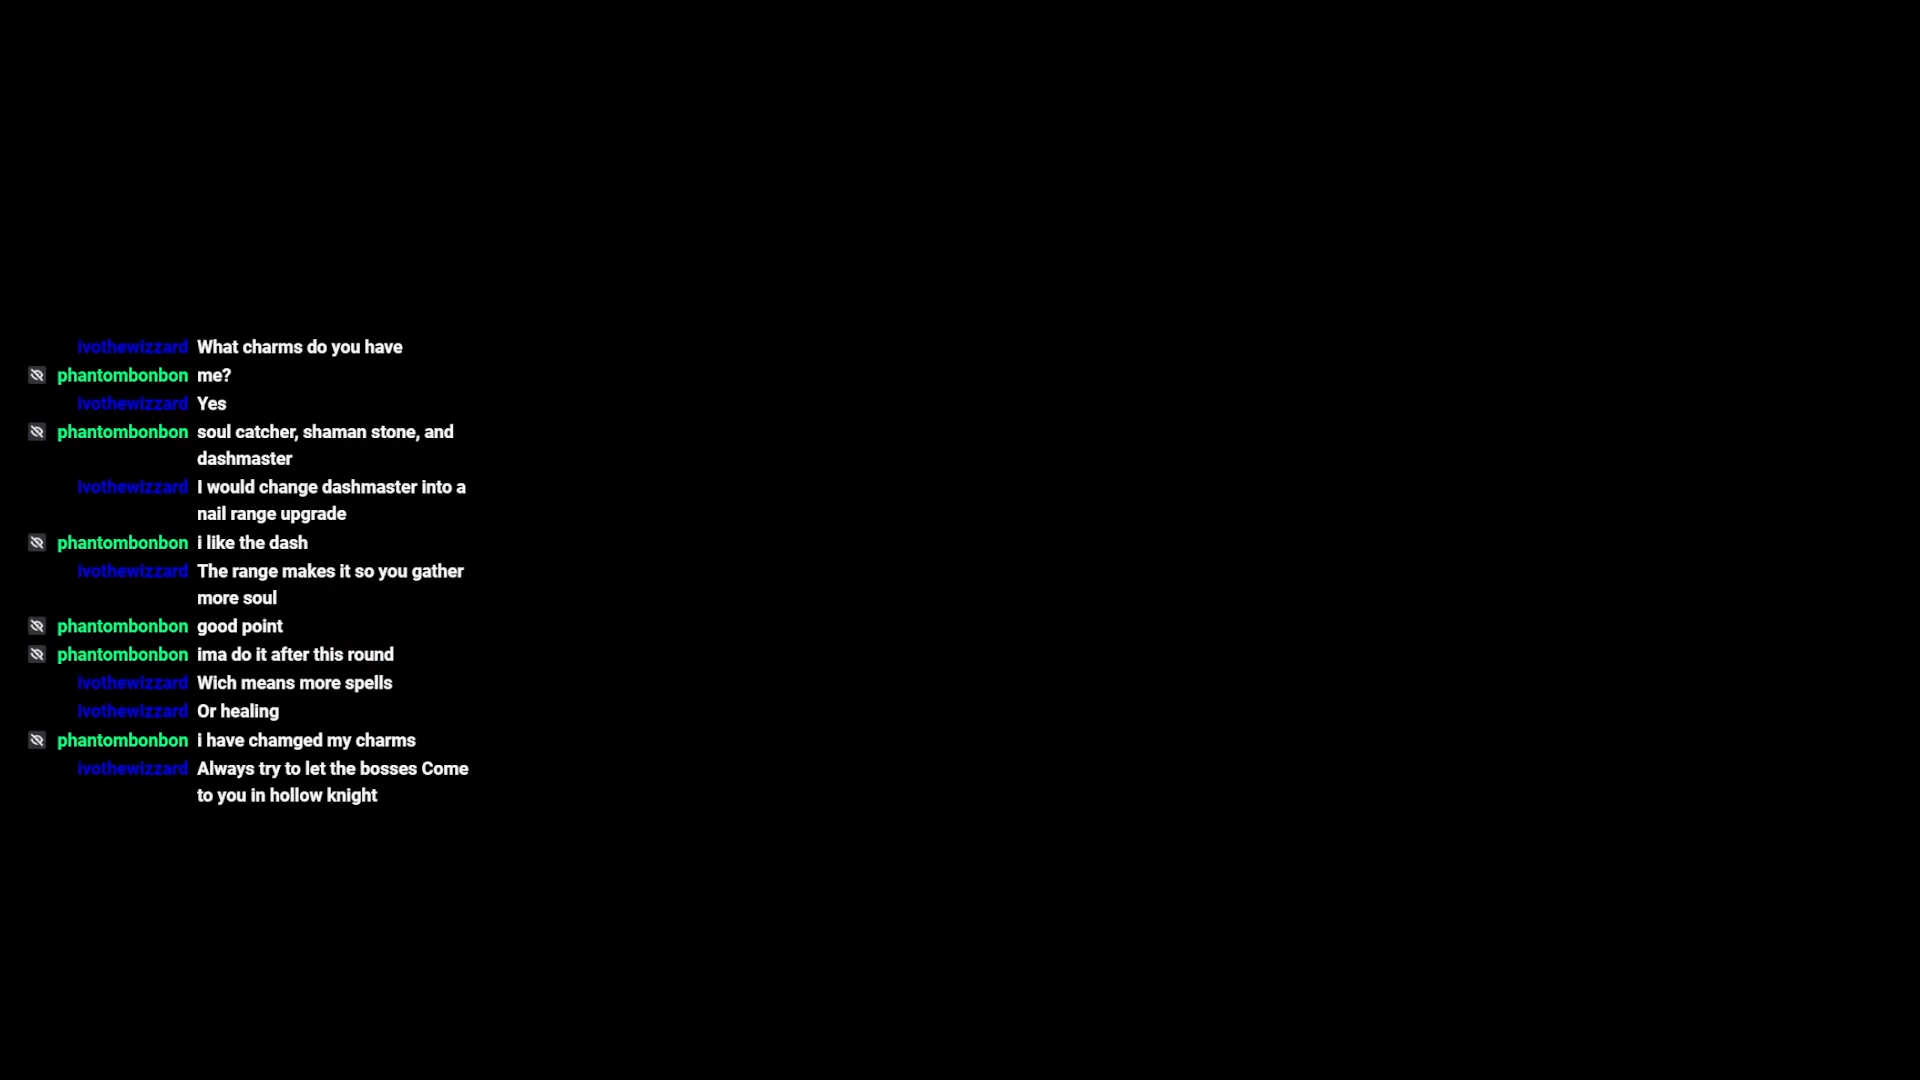 ivothewizzard What charms do you have
phantombonbon me?
ivothewizzard Yes
phantombonbon soul catcher, shaman stone, and
dashmaster
ivothewizzard I would change dashmaster into a
nail range upgrade
phantombonbon i like the dash
ivothewizzard The range makes it so you gather
more soul
phantombonbon good point
phantombonbon ima do it after this round
ivothewizzard Wich means more spells
ivothewizzard Or healing
phantombonbon i have chamged my charms
ivothewizzard Always try to let the bosses Come
to you in hollow knight